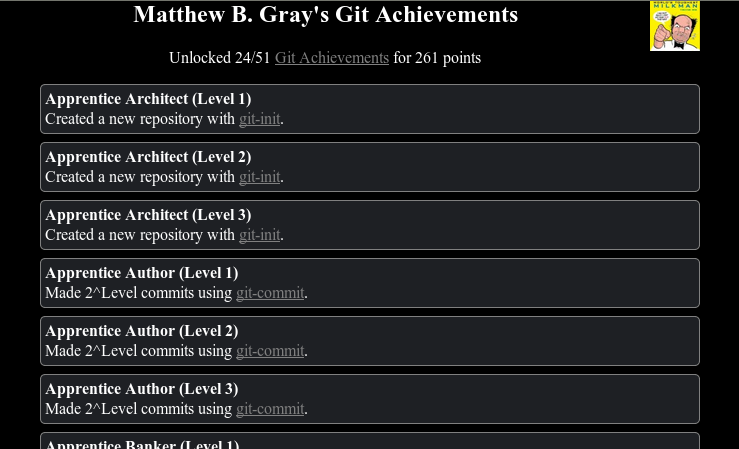 Matthew B. Gray's Git Achievements
MILKMAN
Unlocked 24/51 Git Achievements for 261 points
Apprentice Architect (Level 1)
Created a new repository with git-init.
Apprentice Architect (Level 2)
Created a new repository with git-init.
Apprentice Architect (Level 3)
Created a new repository with git-init.
Apprentice Author (Level 1)
Made 2^Level commits using git-commit.
Apprentice Author (Level 2)
Made 2^Level commits using git-commit.
Apprentice Author (Level 3)
Made 2^Level commits using git-commit.
Apprentice Banker (Level 1)